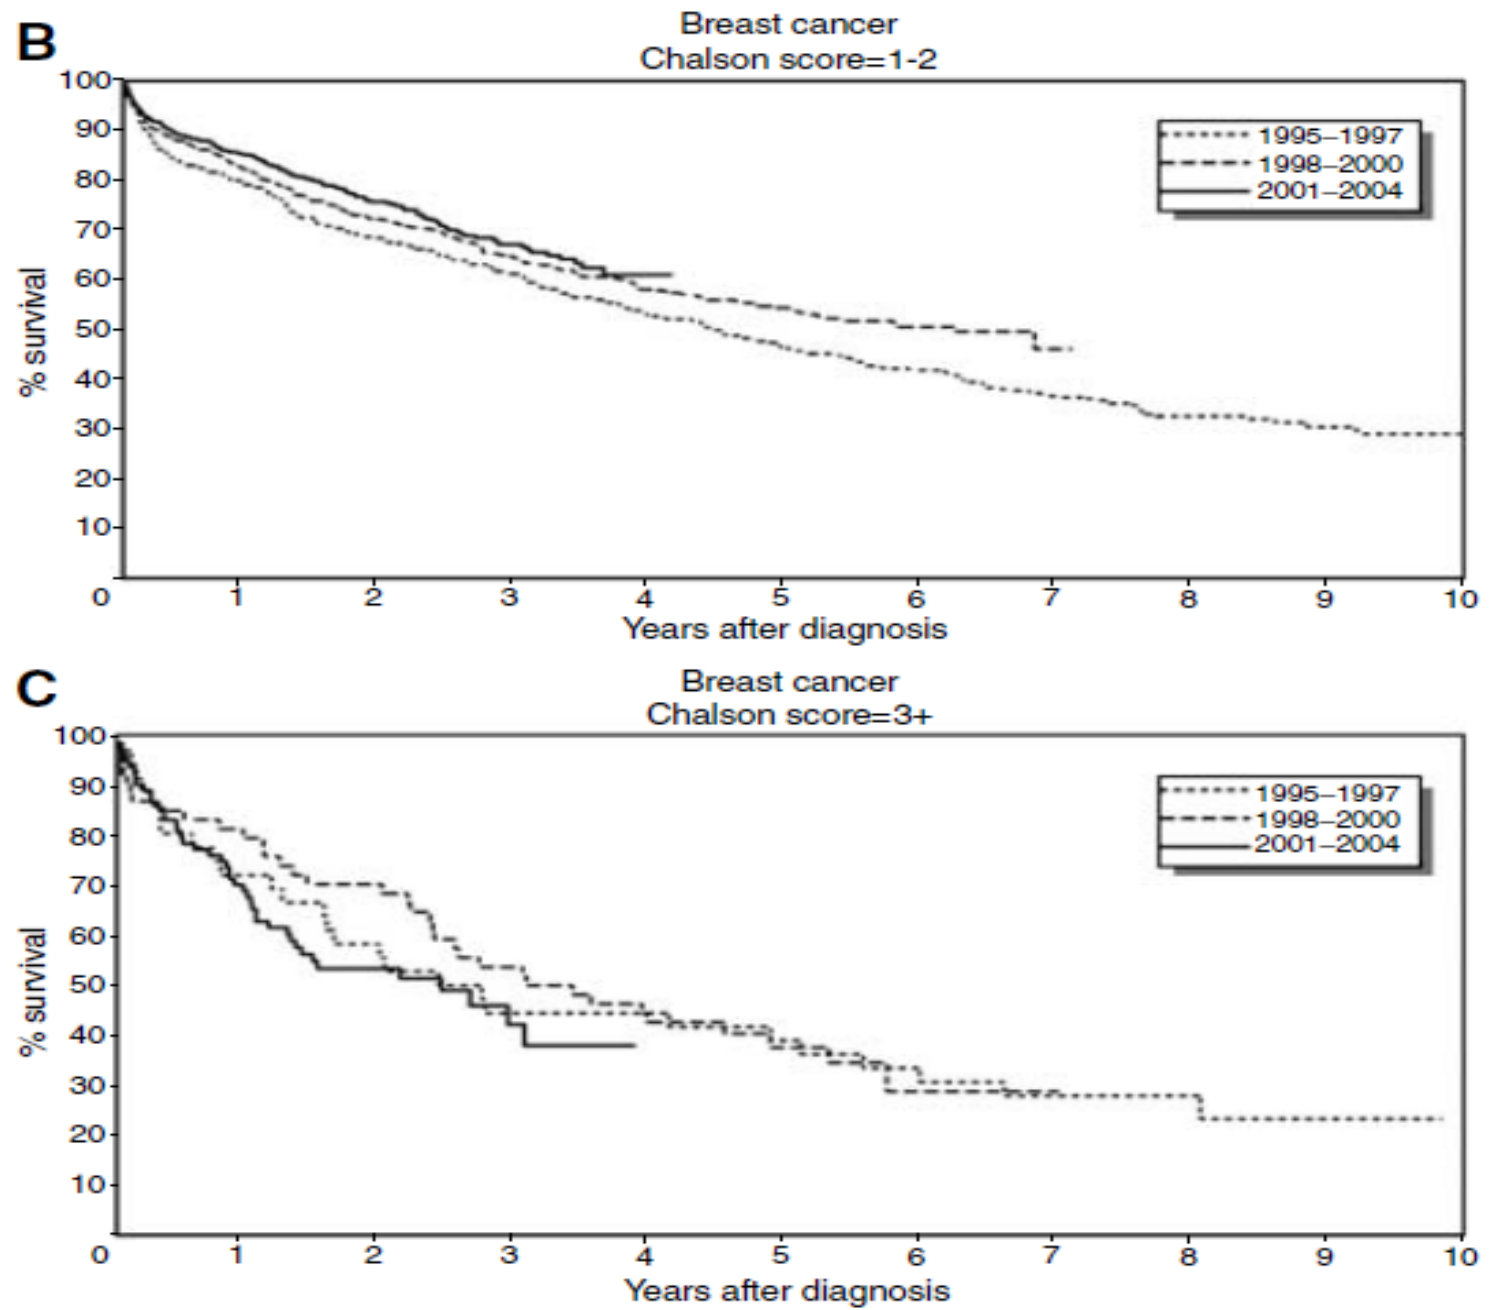 B
Breast cancer
Chalson score=1-2
100
90
80
70
60
50
40
30
20
10
% survival
1995–1997
1998–2000
2001–2004
0 1 2 3 4 5 6 7 8 9 10
Years after diagnosis
C
Breast cancer
Chalson score=3+
100
90
80
70
60
50
40
30
20
10
% survival
1995–1997
1998–2000
2001–2004
0 1 2 3 4 5 6 7 8 9 10
Years after diagnosis